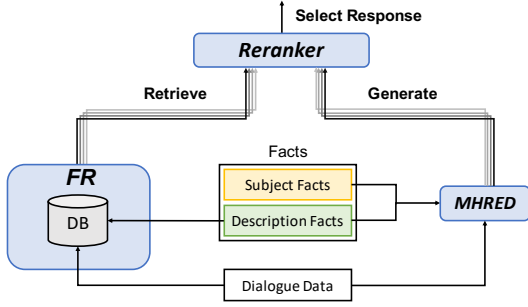 Select Response
Reranker
Retrieve
Generate
Facts
FR
Subject Facts
MHRED
DB
Description Facts
Dialogue Data